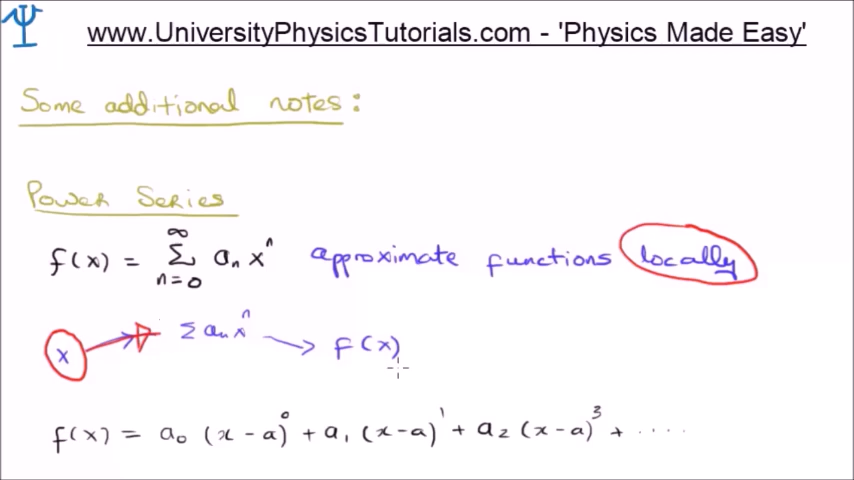 www.UniversityPhysicsTutorials.com - 'Physics Made Easy'
Some additional notes:
Power Series
f(x) = ∞ Σ n=0 aₙ xⁿ approximate functions locally
x → Σ aₙ xⁿ → f(x)
f(x) = a₀ (x - a)⁰ + a₁ (x - a)¹ + a₂ (x - a)³ + .....